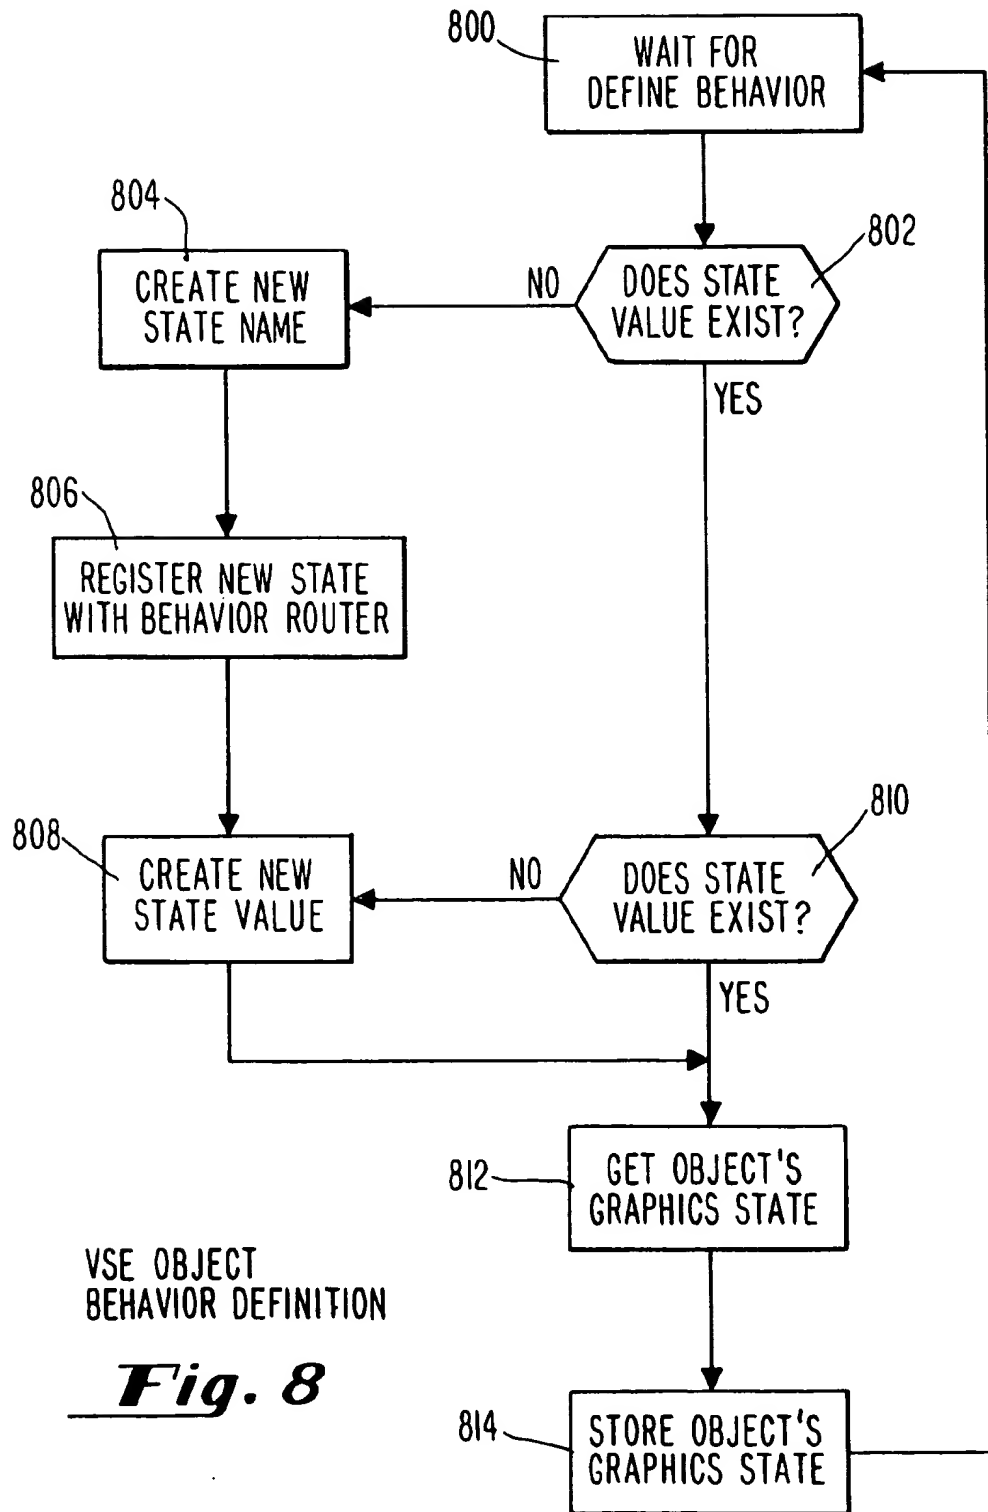 800
WAIT FOR
DEFINE BEHAVIOR
804
802
CREATE NEW
STATE NAME
NO
DOES STATE
VALUE EXIST?
YES
806
REGISTER NEW STATE
WITH BEHAVIOR ROUTER
808
810
CREATE NEW
STATE VALUE
NO
DOES STATE
VALUE EXIST?
YES
812
GET OBJECT'S
GRAPHICS STATE
VSE OBJECT
BEHAVIOR DEFINITION
Fig. 8
814
STORE OBJECT'S
GRAPHICS STATE